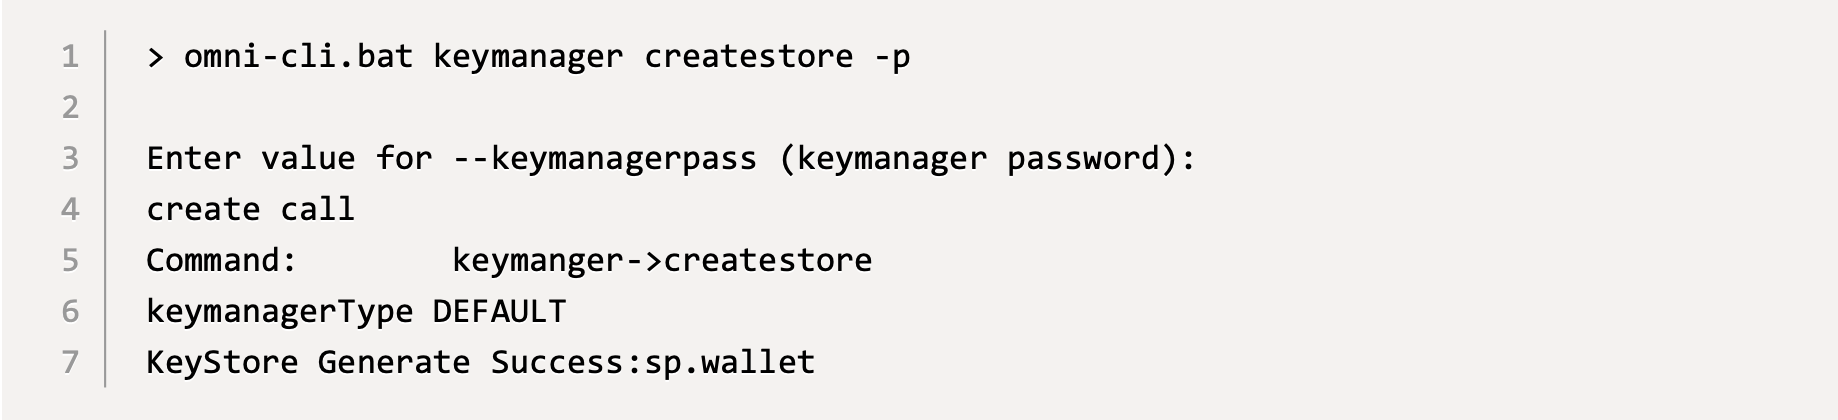 1 > omni-cli.bat keymanager createstore -p
2
3 Enter value for --keymanagerpass (keymanager password):
4 create call
5 Command:        keymanger->createstore
6 keymanagerType DEFAULT
7 KeyStore Generate Success:sp.wallet